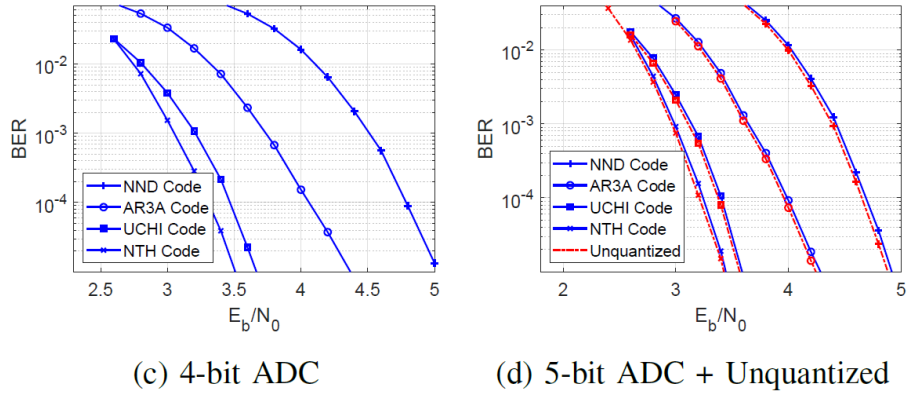 10^-2
10^-3
10^-4
BER
NND Code
AR3A Code
UCHI Code
NTH Code
2.5 3 3.5 4 4.5 5
E_b/N_0
(c) 4-bit ADC
10^-2
10^-3
10^-4
BER
NND Code
AR3A Code
UCHI Code
NTH Code
Unquantized
2 3 4 5
E_b/N_0
(d) 5-bit ADC + Unquantized